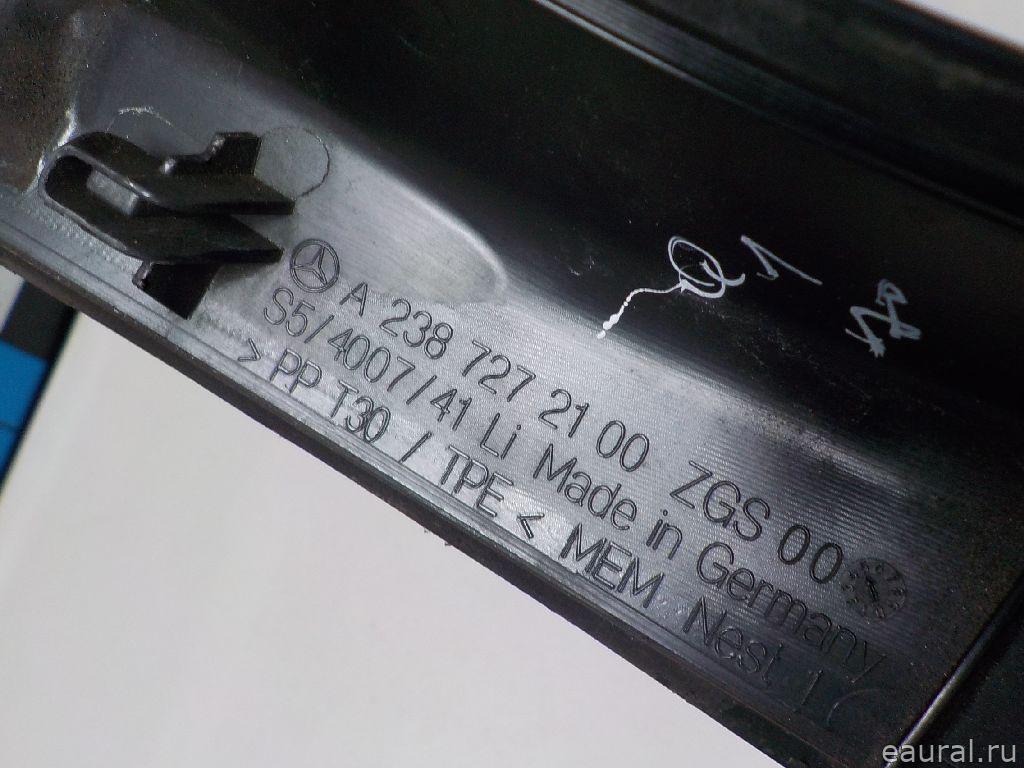 A 238 727 21 00 ZGS 00
S5/4007/41 Li Made in Germany
> PP T30 / TPE < MEM Nest 1
eaural.ru